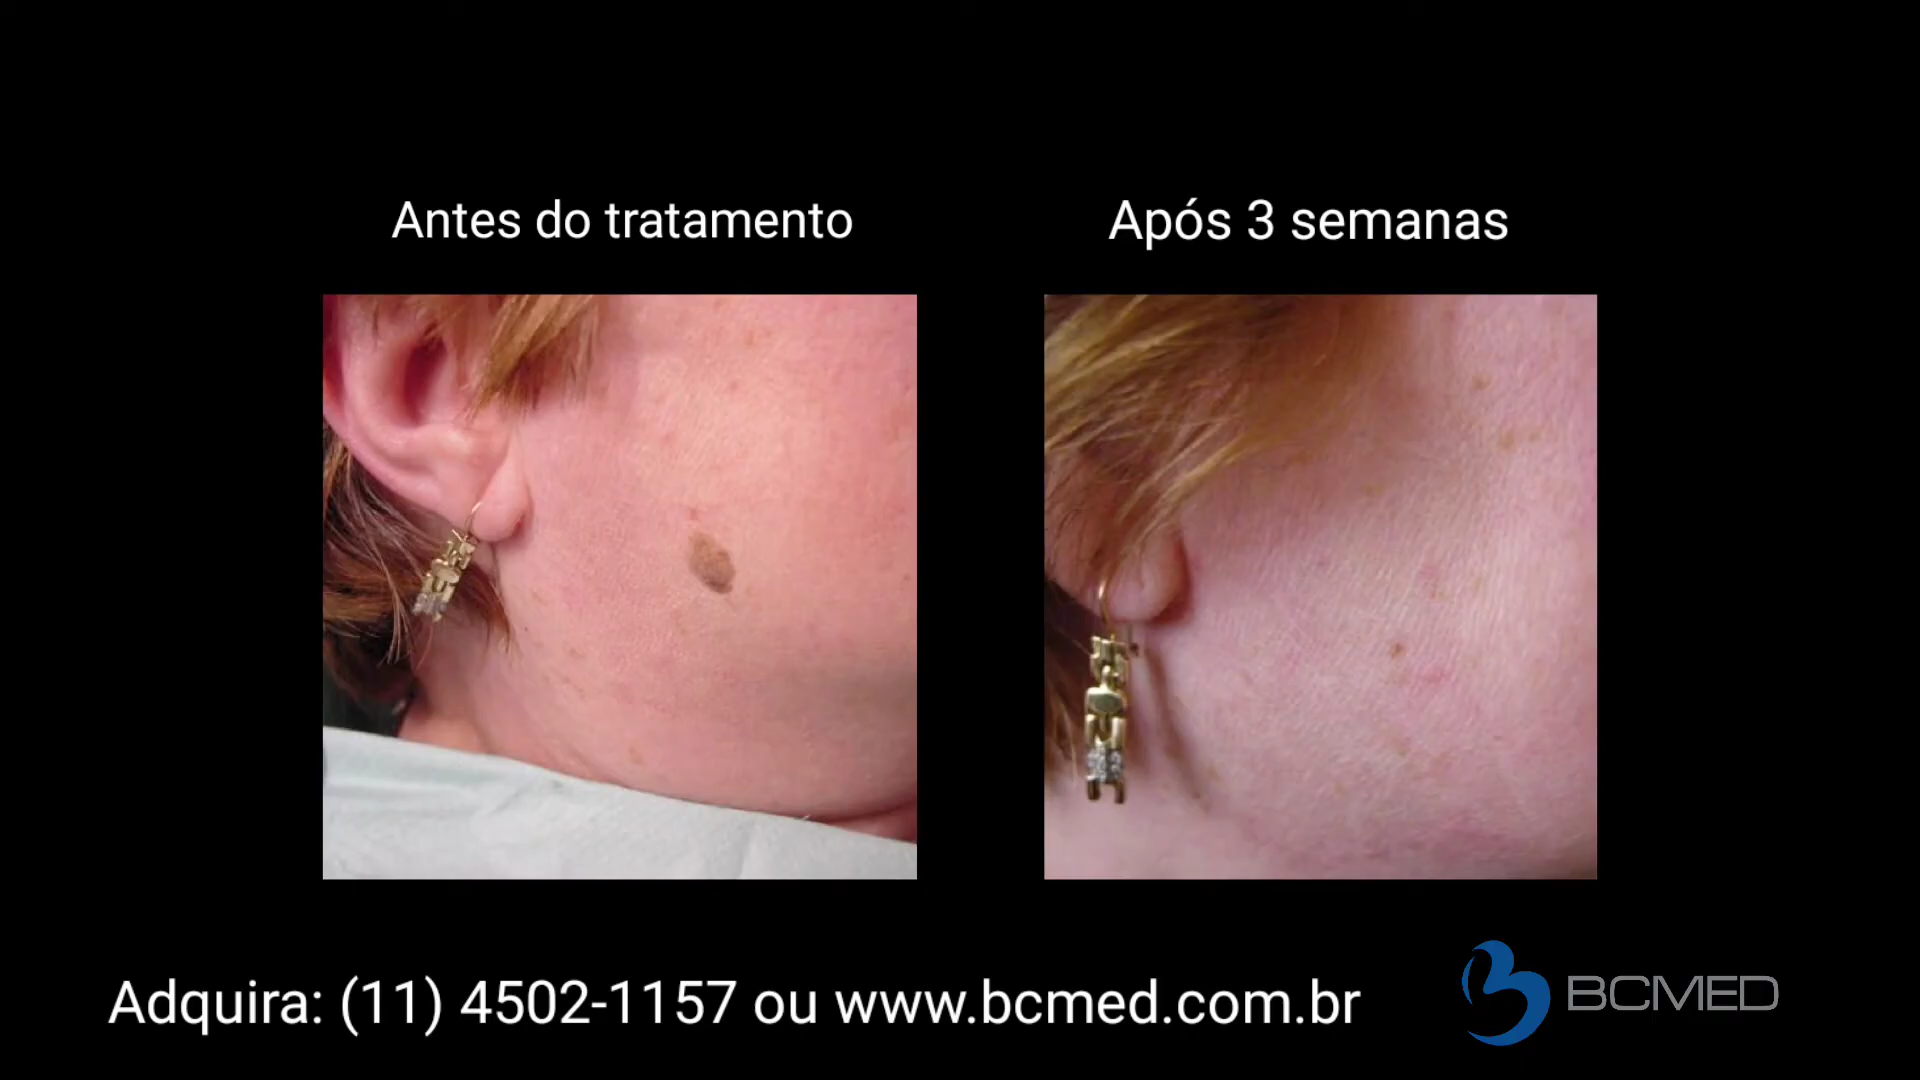 Antes do tratamento
Após 3 semanas
Adquira: (11) 4502-1157 ou www.bcmed.com.br
BCMED